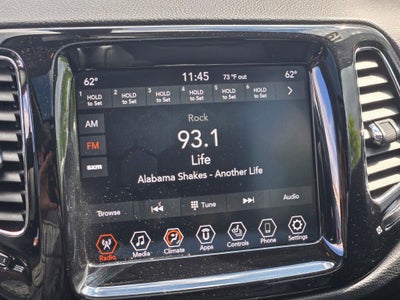 62° 11:45 73 °F out 62°
1 HOLD to Set 2 HOLD to Set 3 HOLD to Set 4 HOLD to Set 5 HOLD to Set 6 HOLD to Set
AM
FM
sxm
Rock
93.1
Life
Alabama Shakes - Another Life
Browse Tune Audio
Radio Media Climate Apps Controls Phone Settings